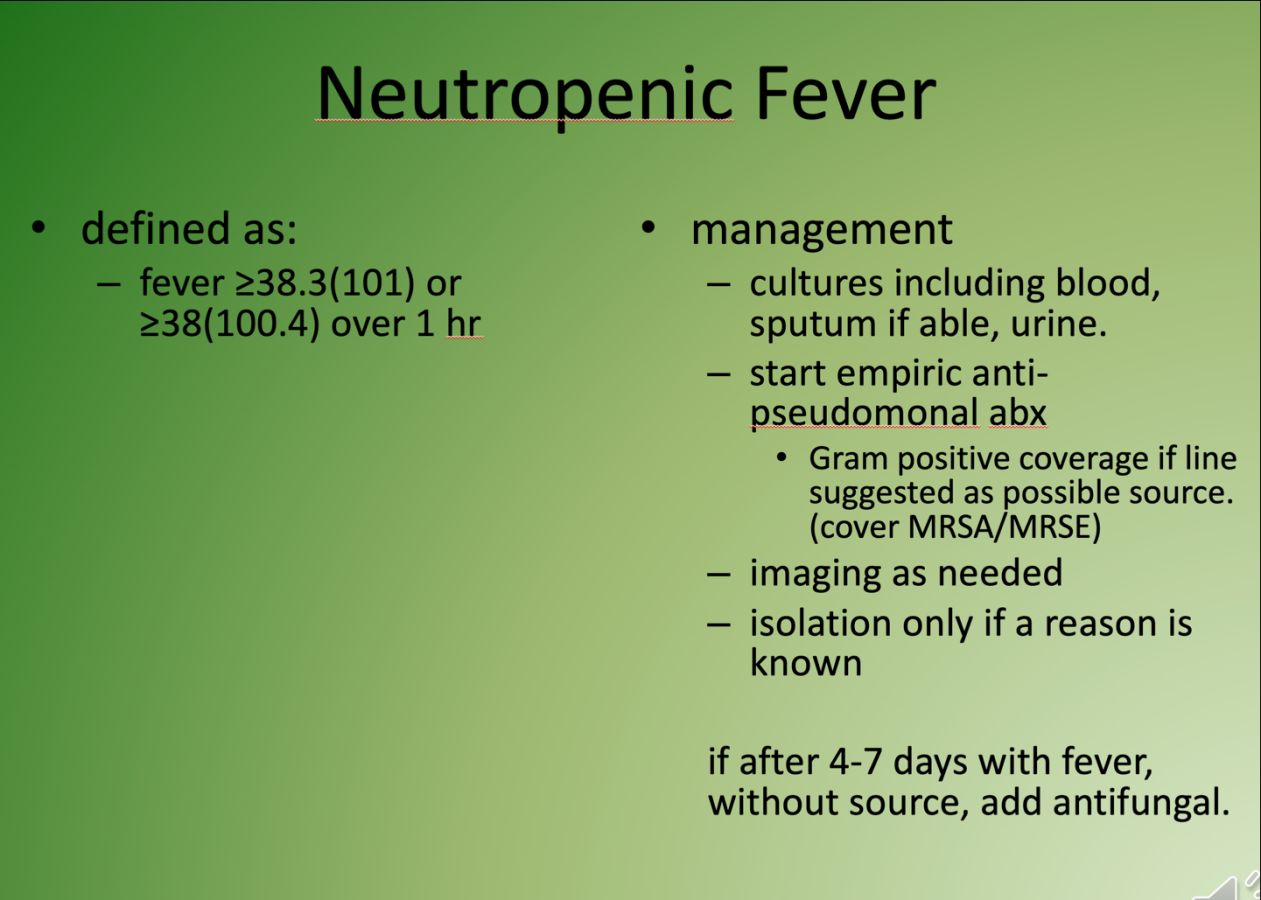 Neutropenic Fever
• defined as:
– fever ≥38.3(101) or
≥38(100.4) over 1 hr
• management
– cultures including blood,
sputum if able, urine.
– start empiric anti-
pseudomonal abx
• Gram positive coverage if line
suggested as possible source.
(cover MRSA/MRSE)
– imaging as needed
– isolation only if a reason is
known
if after 4-7 days with fever,
without source, add antifungal.